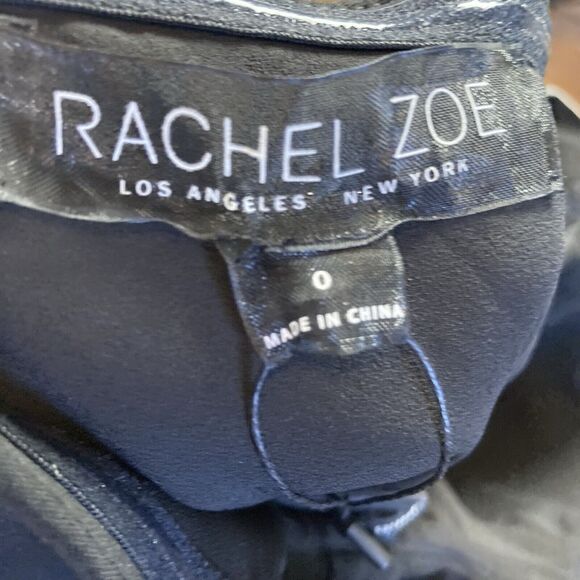 RACHEL ZOE
LOS ANGELES NEW YORK
0
MADE IN CHINA